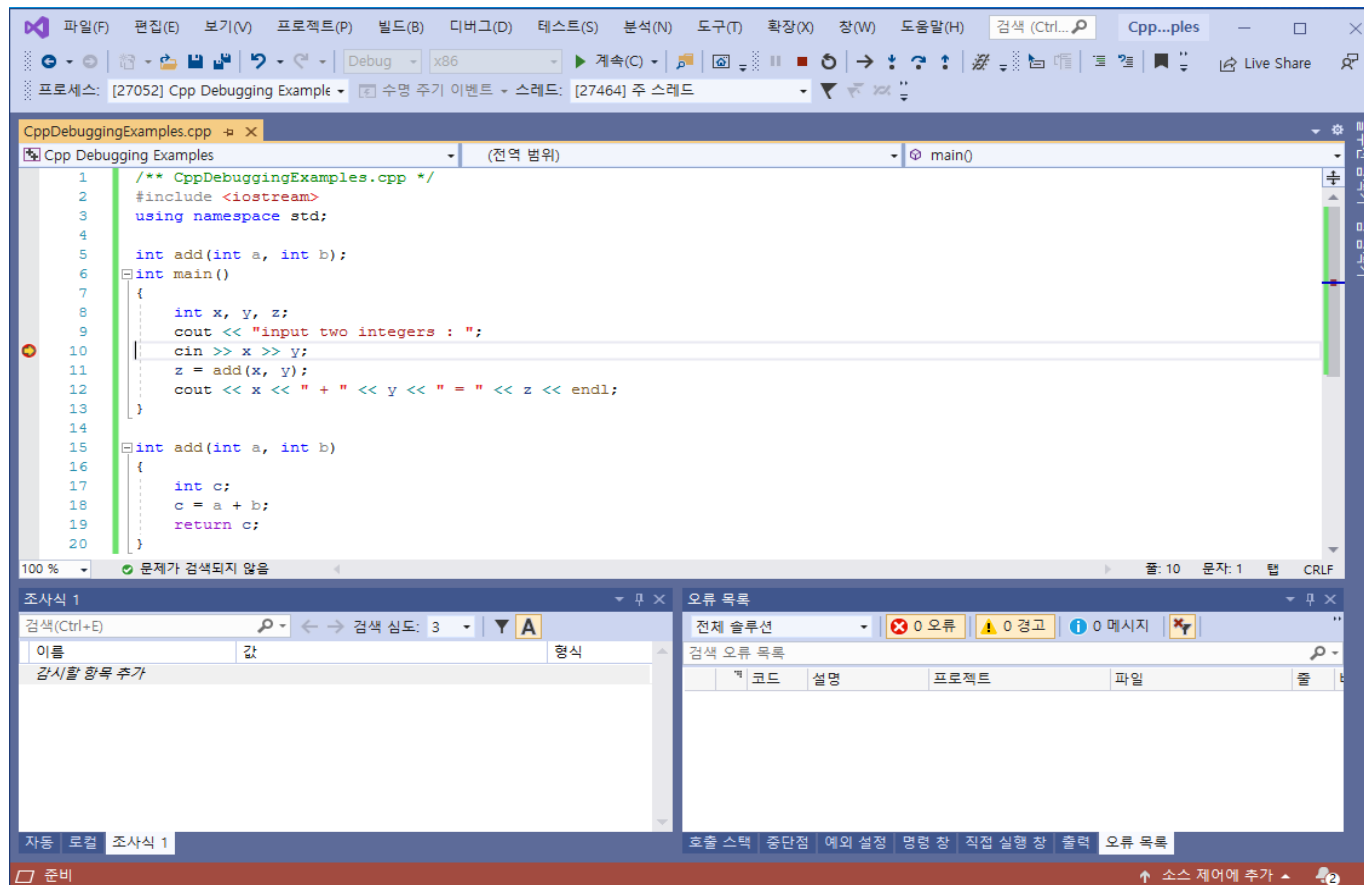 파일(F) 편집(E) 보기(V) 프로젝트(P) 빌드(B) 디버그(D) 테스트(S) 분석(N) 도구(T) 확장(X) 창(W) 도움말(H) 검색 (Ctrl... Cpp...ples
Debug x86 계속(C) Live Share
프로세스: [27052] Cpp Debugging Example 수명 주기 이벤트 스레드: [27464] 주 스레드
CppDebuggingExamples.cpp
Cpp Debugging Examples (전역 범위) main()
1 /** CppDebuggingExamples.cpp */
2 #include <iostream>
3 using namespace std;
4
5 int add(int a, int b);
6 int main()
7 {
8 int x, y, z;
9 cout << "input two integers : ";
10 cin >> x >> y;
11 z = add(x, y);
12 cout << x << " + " << y << " = " << z << endl;
13 }
14
15 int add(int a, int b)
16 {
17 int c;
18 c = a + b;
19 return c;
20 }
100 % 문제가 검색되지 않음 줄: 10 문자: 1 탭 CRLF
조사식 1
검색(Ctrl+E) 검색 심도: 3 A
이름 값 형식
감시할 항목 추가
자동 로컬 조사식 1
오류 목록
전체 솔루션 0 오류 0 경고 0 메시지
검색 오류 목록
코드 설명 프로젝트 파일 줄
호출 스택 중단점 예외 설정 명령 창 직접 실행 창 출력 오류 목록
준비 소스 제어에 추가 2